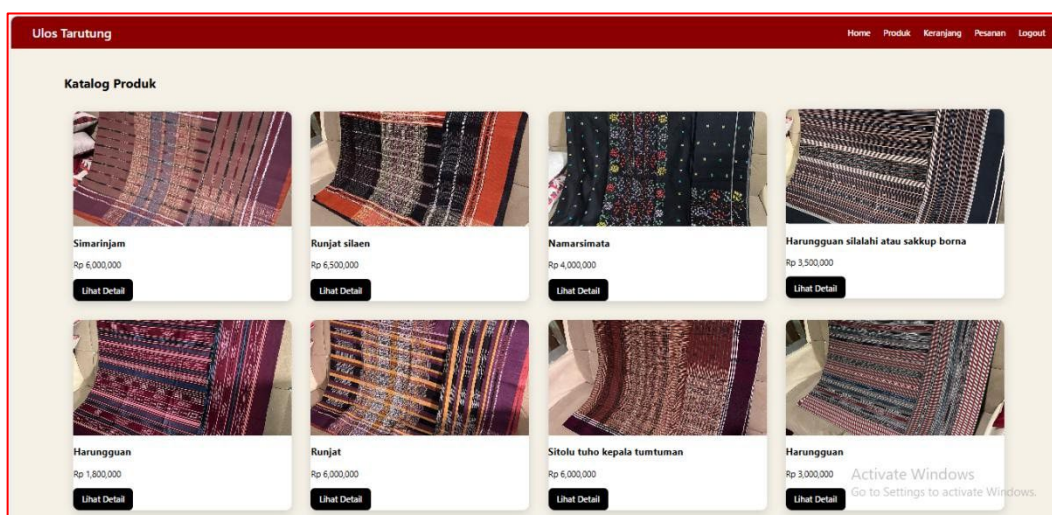 Ulos Tarutung
Home Produk Keranjang Pesanan Logout
Katalog Produk
Simarinjam
Rp 6,000,000
Lihat Detail
Runjat silaen
Rp 6,500,000
Lihat Detail
Namarsimata
Rp 4,000,000
Lihat Detail
Harungguan silalahi atau sakkup borna
Rp 3,500,000
Lihat Detail
Harungguan
Rp 1,800,000
Lihat Detail
Runjat
Rp 6,000,000
Lihat Detail
Sitolu tuho kepala tumtuman
Rp 6,000,000
Lihat Detail
Harungguan
Rp 3,000,000
Lihat Detail
Activate Windows
Go to Settings to activate Windows.